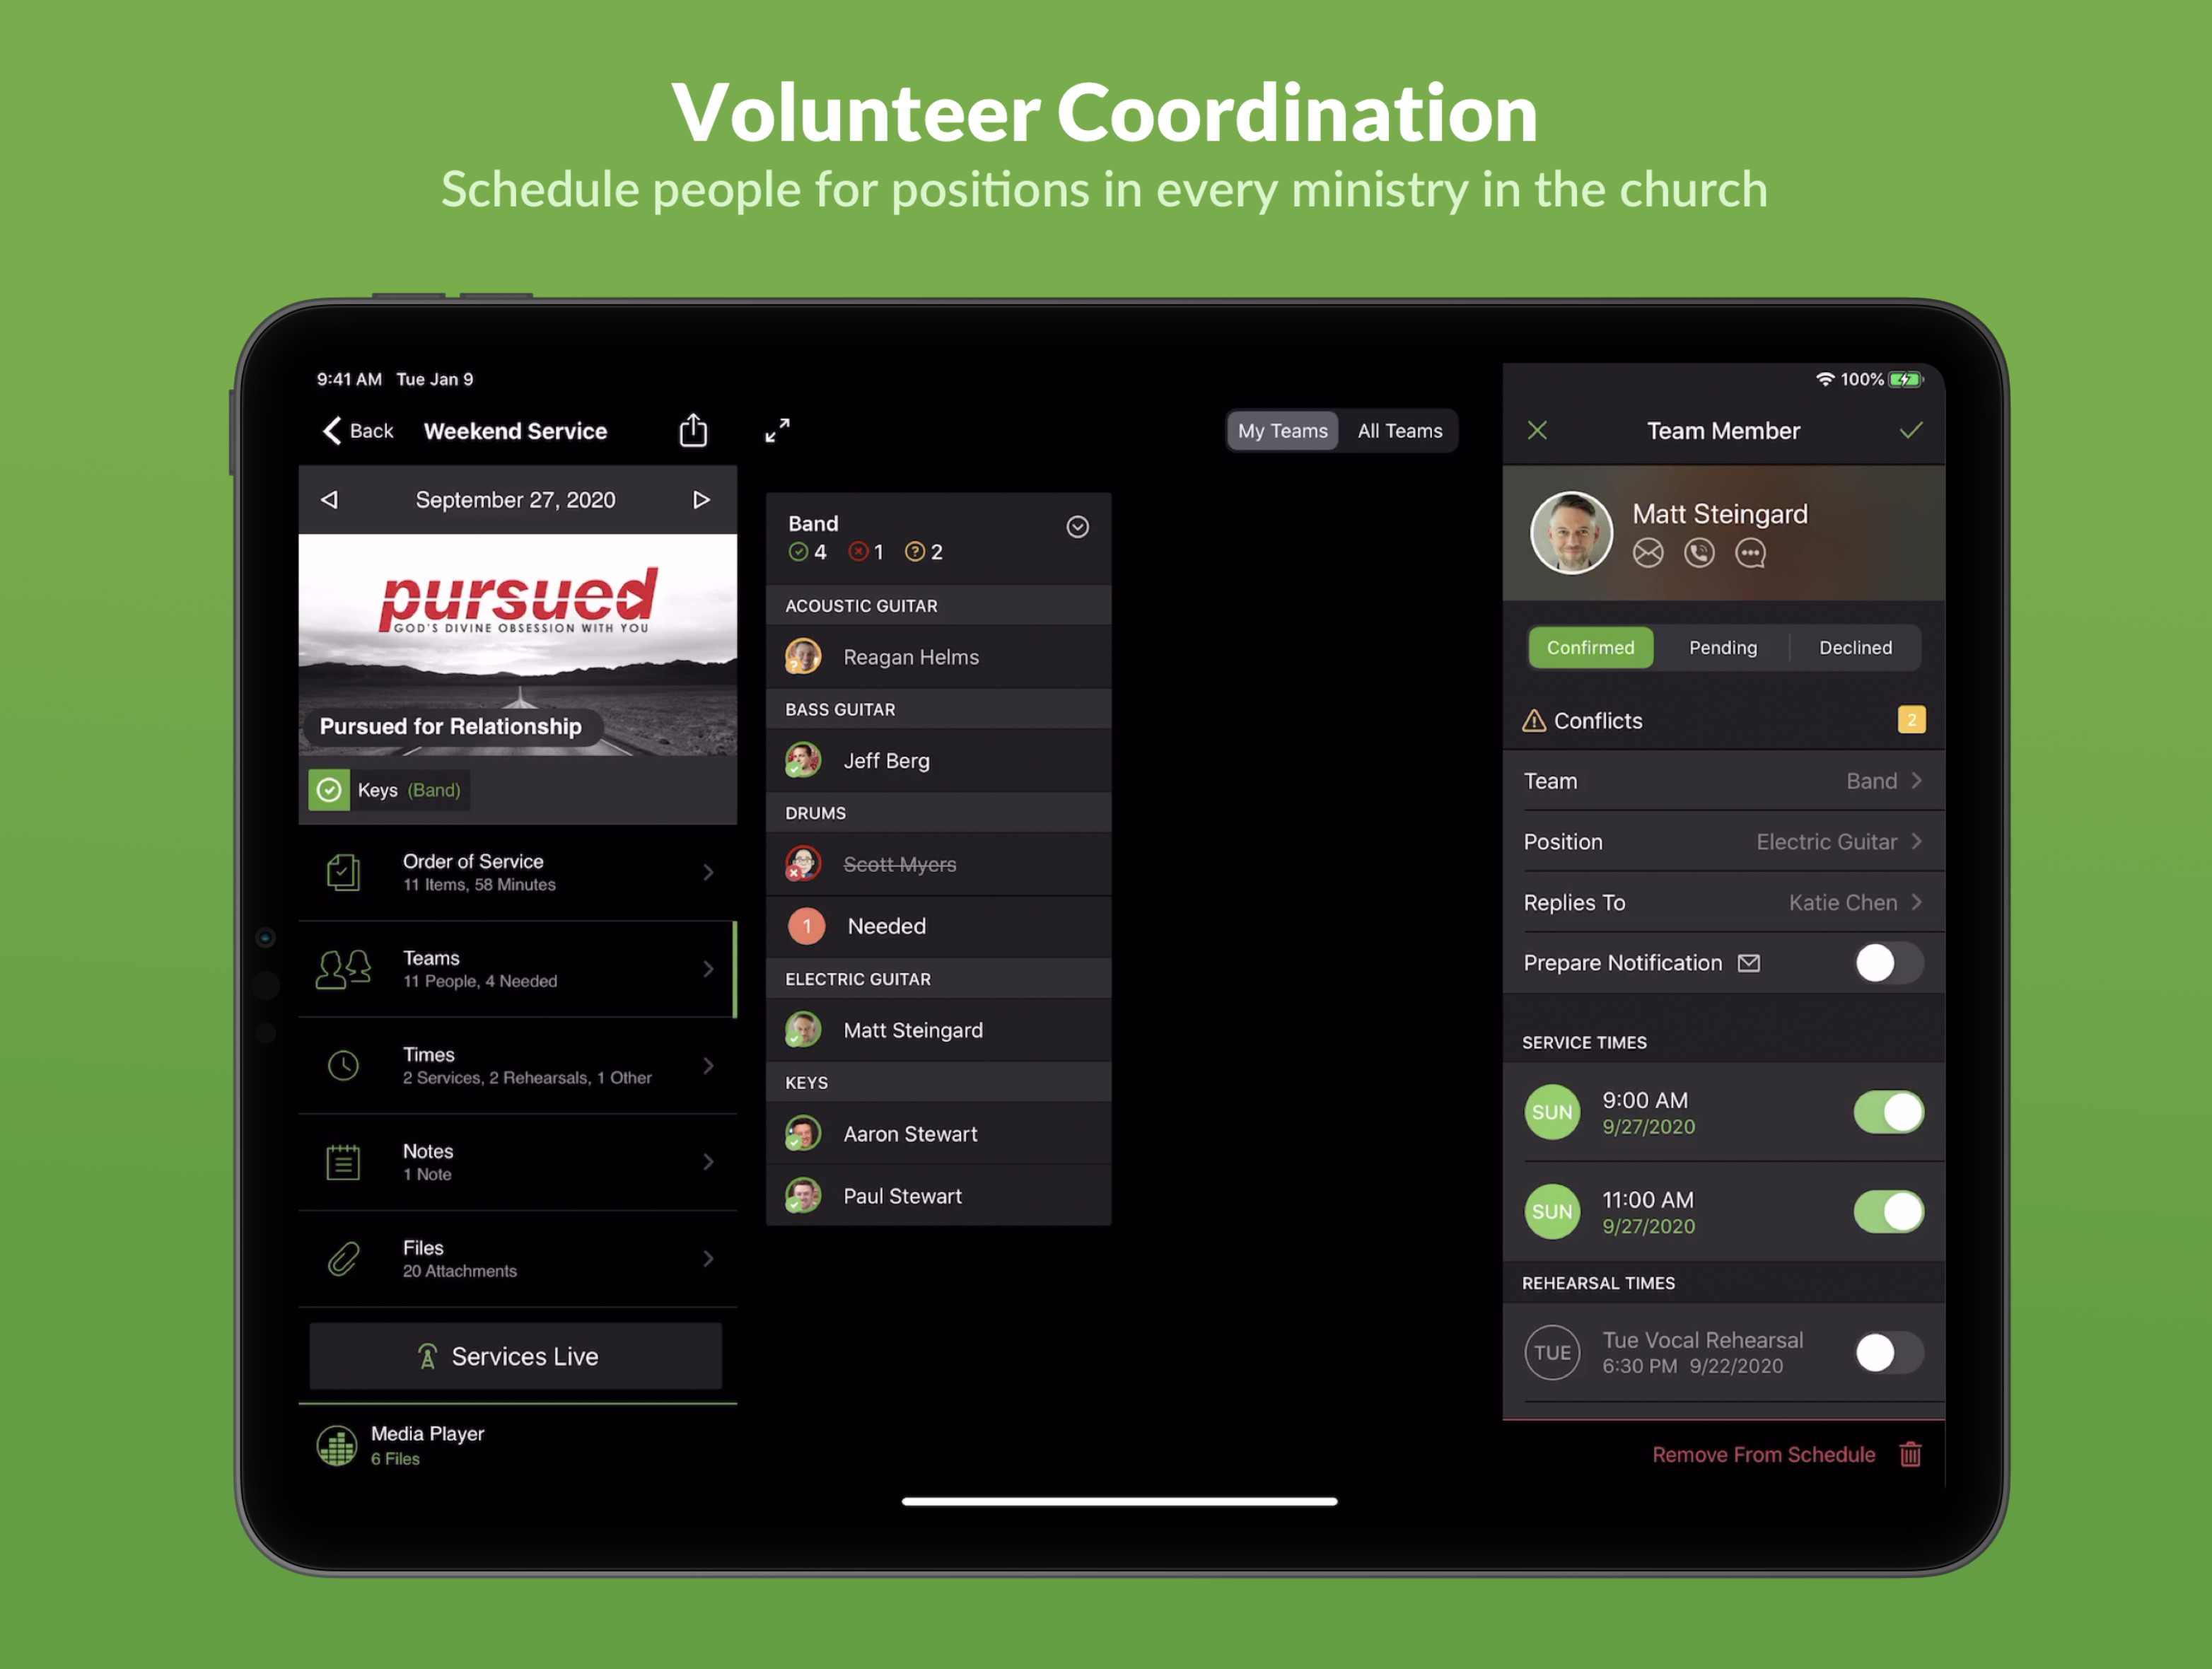 Volunteer Coordination
Schedule people for positions in every ministry in the church
9:41 AM Tue Jan 9
100%
Back
Weekend Service
My Teams
All Teams
Team Member
September 27, 2020
pursued
GOD'S DIVINE OBSESSION WITH YOU
Pursued for Relationship
Keys (Band)
Order of Service
11 Items, 58 Minutes
Teams
11 People, 4 Needed
Times
2 Services, 2 Rehearsals, 1 Other
Notes
1 Note
Files
20 Attachments
Services Live
Media Player
6 Files
Band
4 1 ? 2
ACOUSTIC GUITAR
? Reagan Helms
BASS GUITAR
Jeff Berg
DRUMS
Scott Myers
1 Needed
ELECTRIC GUITAR
Matt Steingard
KEYS
Aaron Stewart
Paul Stewart
Matt Steingard
Confirmed
Pending
Declined
Conflicts
2
Team
Band
Position
Electric Guitar
Replies To
Katie Chen
Prepare Notification
SERVICE TIMES
SUN
9:00 AM
9/27/2020
SUN
11:00 AM
9/27/2020
REHEARSAL TIMES
TUE
Tue Vocal Rehearsal
6:30 PM 9/22/2020
Remove From Schedule